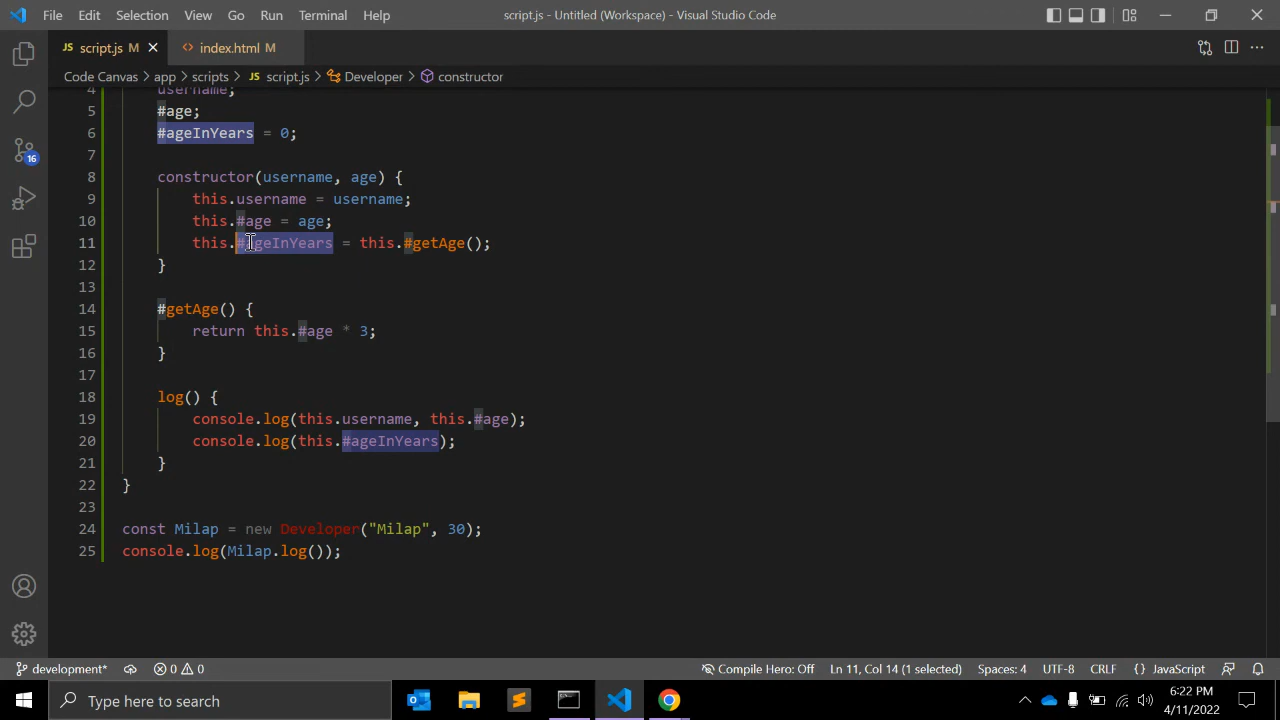 File Edit Selection View Go Run Terminal Help script.js - Untitled (Workspace) - Visual Studio Code
JS script.js M index.html M
Code Canvas > app > scripts > JS script.js > Developer > constructor
4 username;
5 #age;
6 #ageInYears = 0;
7
8 constructor(username, age) {
9 this.username = username;
10 this.#age = age;
11 this.#ageInYears = this.#getAge();
12 }
13
14 #getAge() {
15 return this.#age * 3;
16 }
17
18 log() {
19 console.log(this.username, this.#age);
20 console.log(this.#ageInYears);
21 }
22 }
23
24 const Milap = new Developer("Milap", 30);
25 console.log(Milap.log());
16
development* 0 0 Compile Hero: Off Ln 11, Col 14 (1 selected) Spaces: 4 UTF-8 CRLF {} JavaScript
Type here to search 6:22 PM
4/11/2022